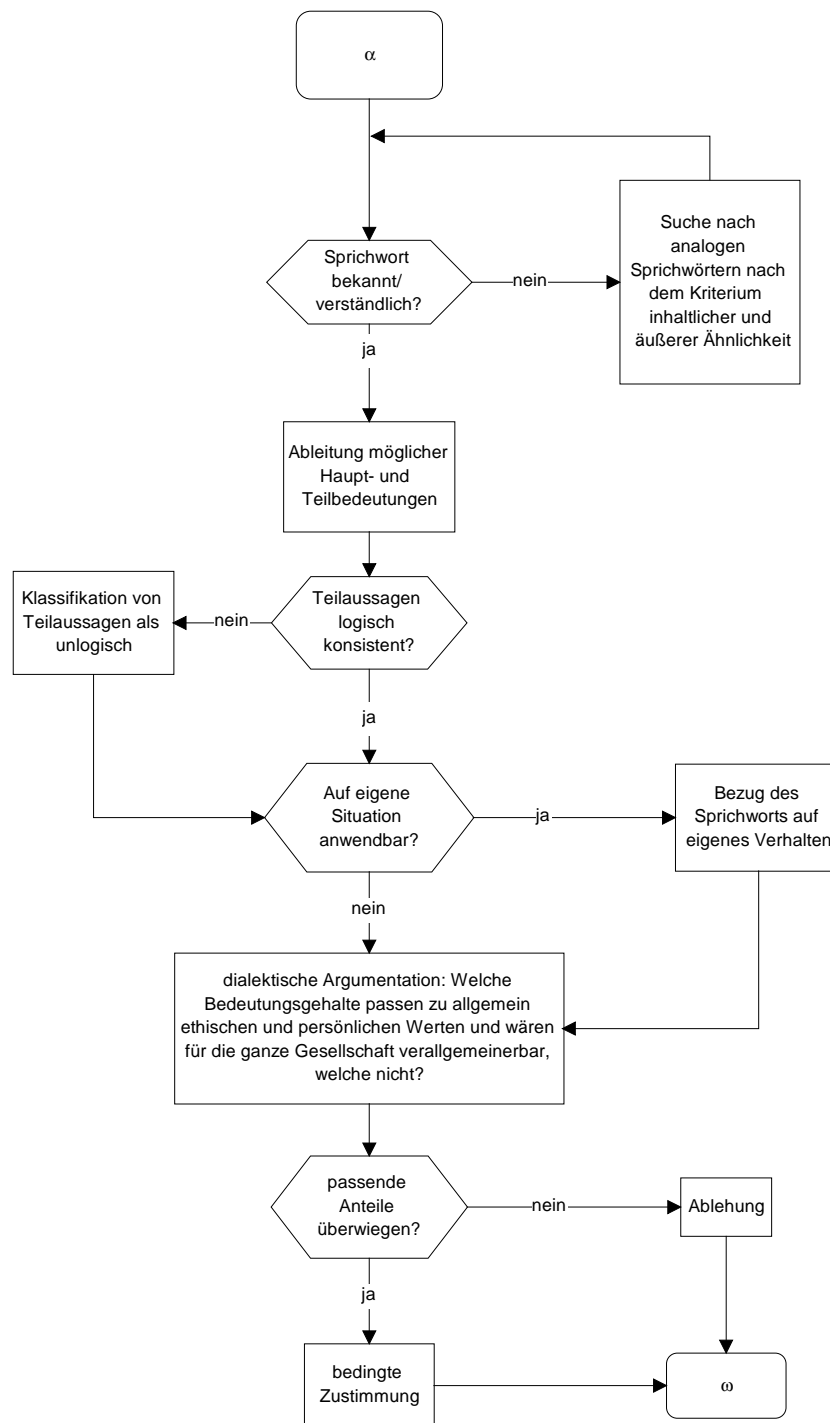 α
Sprichwort
bekannt/
verständlich?
nein
Suche nach
analogen
Sprichwörtern nach
dem Kriterium
inhaltlicher und
äußerer Ähnlichkeit
ja
Ableitung möglicher
Haupt- und
Teilbedeutungen
Teilaussagen
logisch
konsistent?
nein
Klassifikation von
Teilaussagen als
unlogisch
ja
Auf eigene
Situation
anwendbar?
ja
Bezug des
Sprichworts auf
eigenes Verhalten
nein
dialektische Argumentation: Welche
Bedeutungsgehalte passen zu allgemein
ethischen und persönlichen Werten und wären
für die ganze Gesellschaft verallgemeinerbar,
welche nicht?
passende
Anteile
überwiegen?
nein
Ablehung
ja
bedingte
Zustimmung
ω